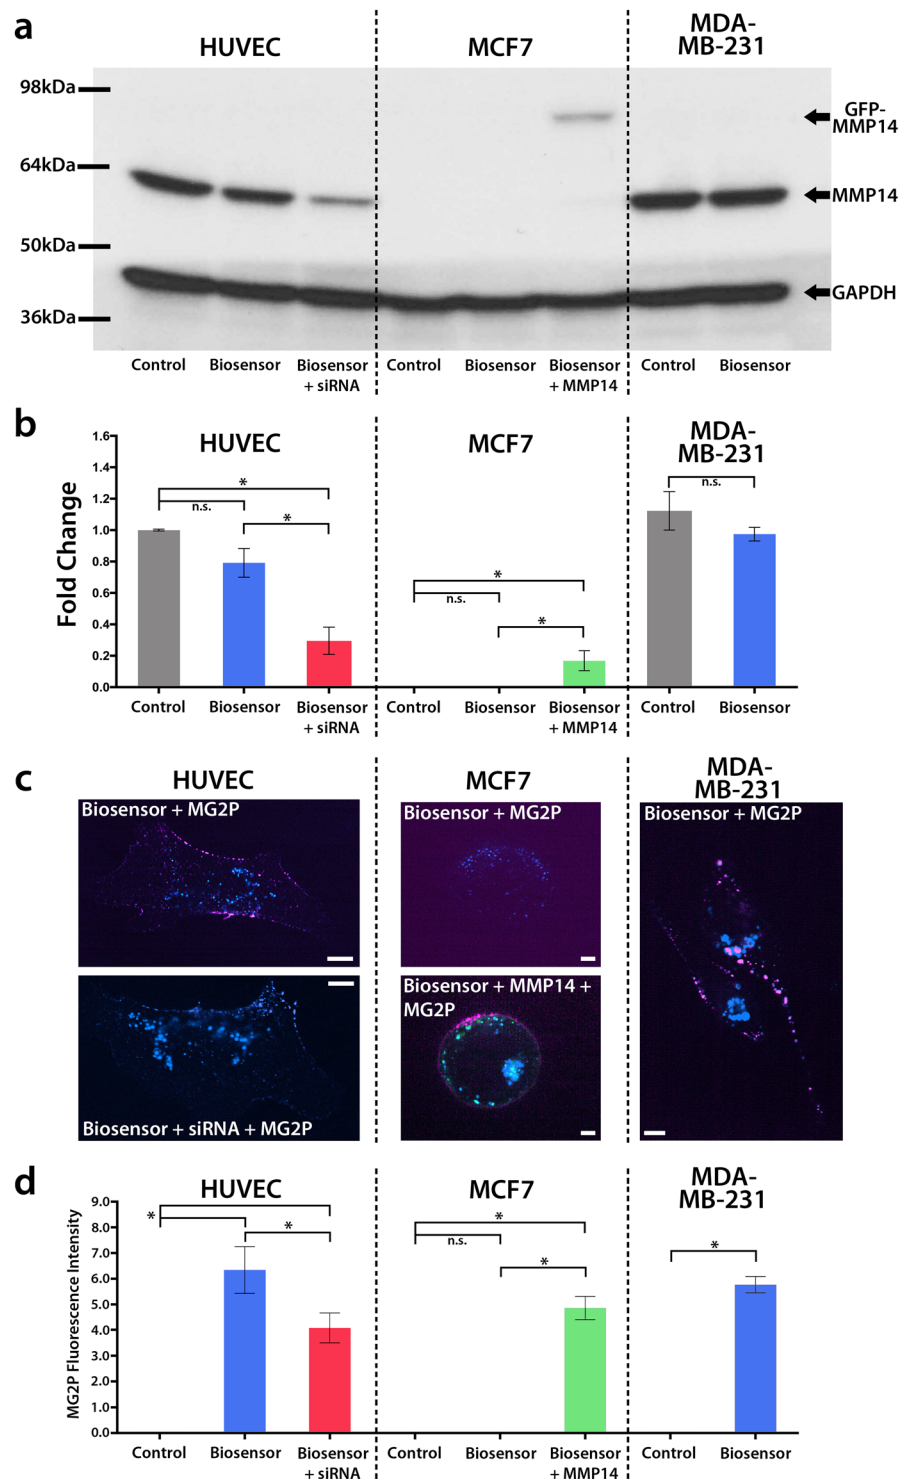 a
HUVEC
MCF7
MDA-
MB-231
98kDa
64kDa
50kDa
36kDa
GFP-
MMP14
MMP14
GAPDH
Control
Biosensor
Biosensor
+ siRNA
Control
Biosensor
Biosensor
+ MMP14
Control
Biosensor
b
HUVEC
MCF7
MDA-
MB-231
Fold Change
1.6
1.4
1.2
1.0
0.8
0.6
0.4
0.2
0.0
*
n.s.
*
*
n.s.
*
n.s.
Control
Biosensor
Biosensor
+ siRNA
Control
Biosensor
Biosensor
+ MMP14
Control
Biosensor
c
HUVEC
MCF7
MDA-
MB-231
Biosensor + MG2P
Biosensor + siRNA + MG2P
Biosensor + MG2P
Biosensor + MMP14 +
MG2P
Biosensor + MG2P
d
HUVEC
MCF7
MDA-
MB-231
MG2P Fluorescence Intensity
9.0
8.0
7.0
6.0
5.0
4.0
3.0
2.0
1.0
0.0
*
*
*
n.s.
*
*
Control
Biosensor
Biosensor
+ siRNA
Control
Biosensor
Biosensor
+ MMP14
Control
Biosensor